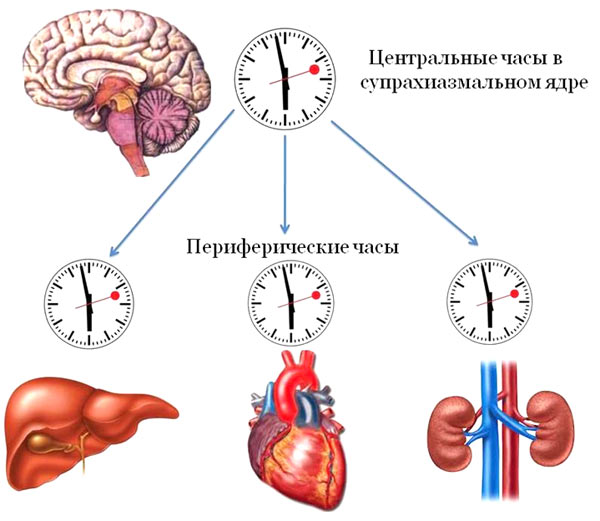 Центральные часы в
супрахиазмальном ядре
Периферические часы